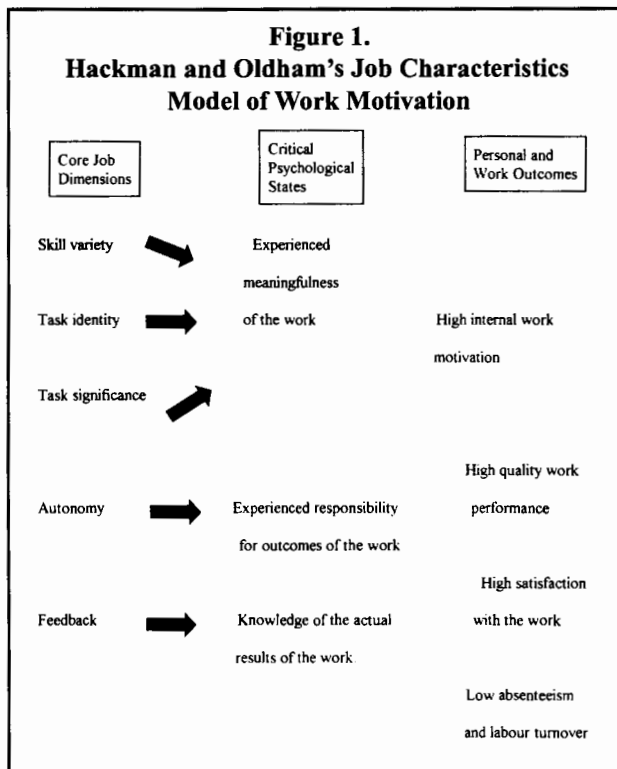 Figure 1.
Hackman and Oldham's Job Characteristics
Model of Work Motivation
Core Job
Dimensions
Critical
Psychological
States
Personal and
Work Outcomes
Skill variety
Experienced
meaningfulness
of the work
Task identity
Task significance
High internal work
motivation
Autonomy
Experienced responsibility
for outcomes of the work
High quality work
performance
Feedback
Knowledge of the actual
results of the work
High satisfaction
with the work
Low absenteeism
and labour turnover